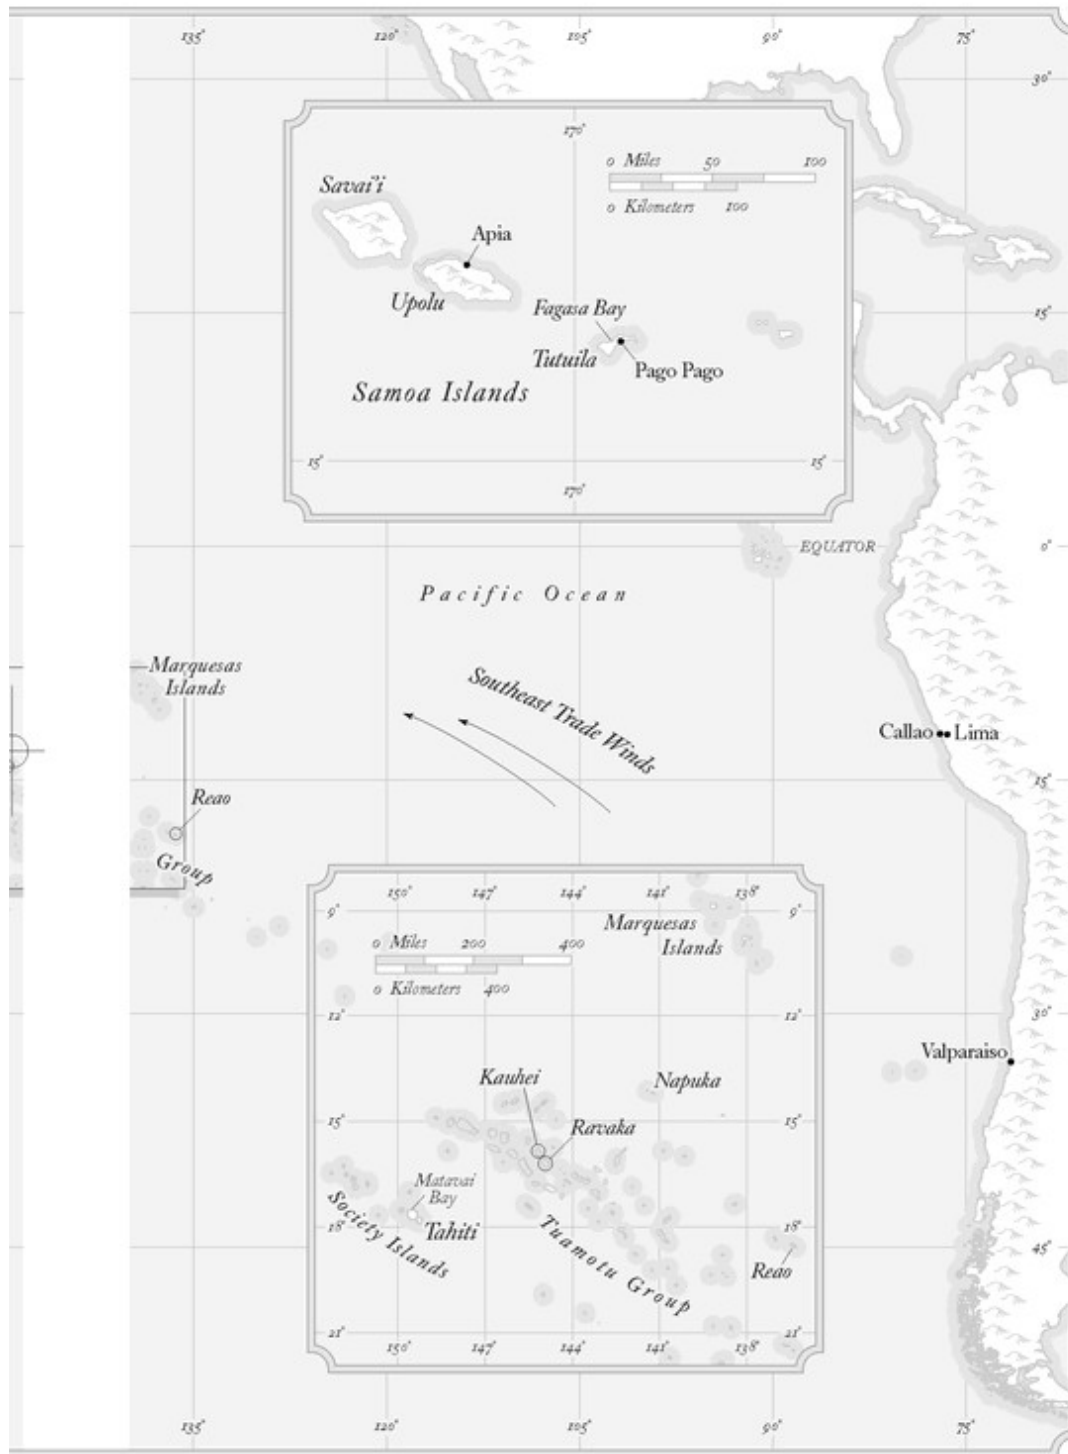 135°
120°
105°
90°
75°
30°
170°
0 Miles 50 100
0 Kilometers 100
Savai'i
Apia
Upolu
Fagasa Bay
Tutuila
Pago Pago
Samoa Islands
15°
15°
15°
170°
EQUATOR
0°
Pacific Ocean
Marquesas
Islands
Southeast Trade Winds
Callao
Lima
15°
Reao
Group
150°
147°
144°
141°
138°
9°
9°
Marquesas
Islands
0 Miles 200 400
0 Kilometers 400
12°
12°
30°
Valparaiso
Kauhei
Napuka
15°
15°
Ravaka
Matavai
Bay
Tahiti
Society Islands
18°
18°
45°
Tuamotu Group
Reao
21°
21°
150°
147°
144°
141°
138°
135°
120°
105°
90°
75°